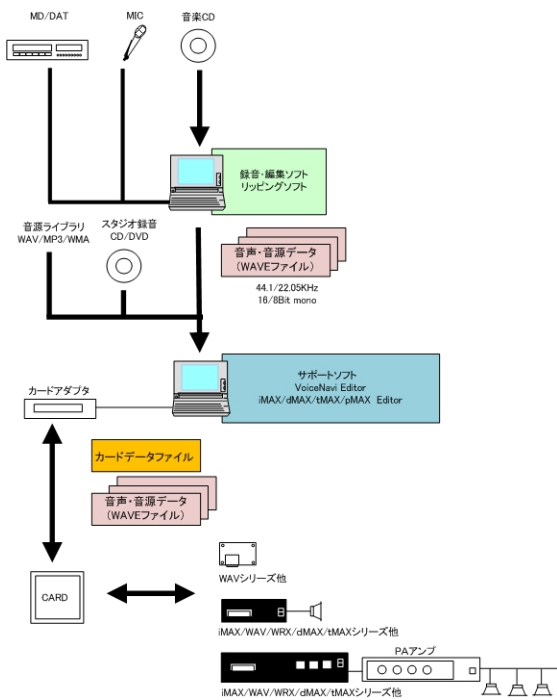 MD/DAT
MIC
音楽CD
録音・編集ソフト
リッピングソフト
音源ライブラリ
WAV/MP3/WMA
スタジオ録音
CD/DVD
音声・音源データ
(WAVEファイル)
44.1/22.05KHz
16/8Bit mono
サポートソフト
VoiceNavi Editor
iMAX/dMAX/tMAX/pMAX Editor
カードアダプタ
カードデータファイル
音声・音源データ
(WAVEファイル)
CARD
WAVシリーズ他
iMAX/WAV/WRX/dMAX/tMAXシリーズ他
PAアンプ
iMAX/WAV/WRX/dMAX/tMAXシリーズ他